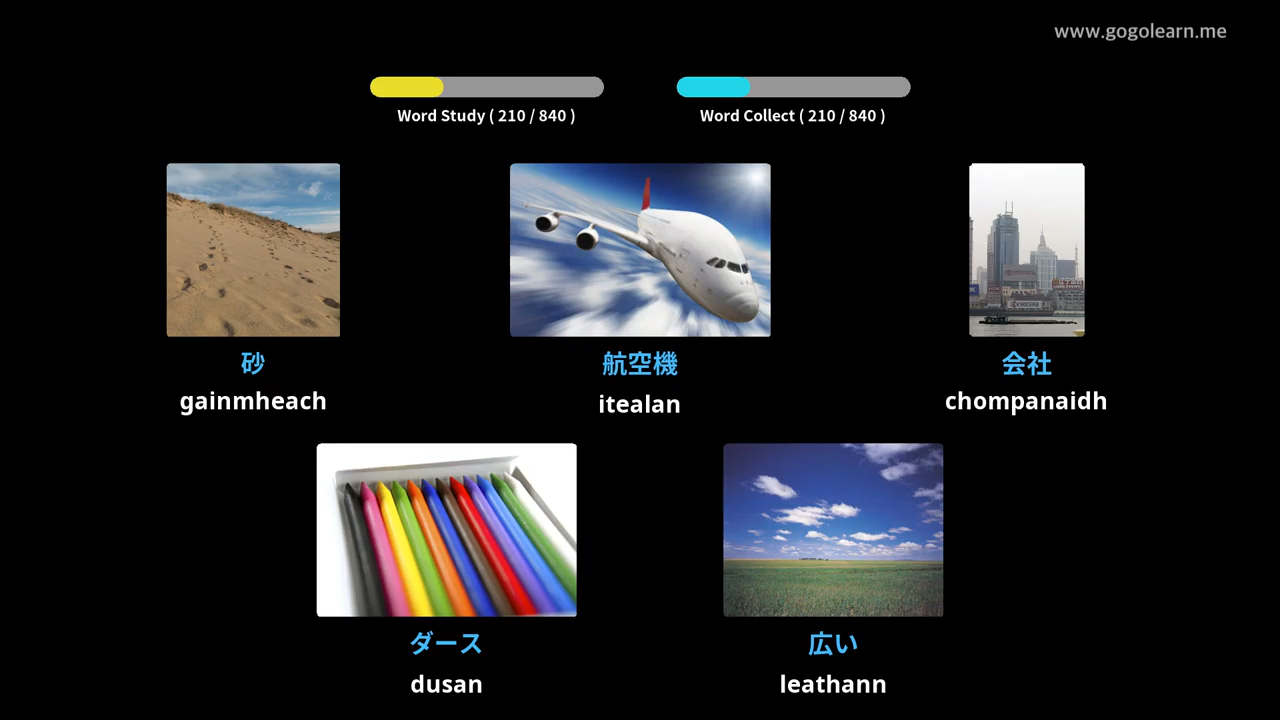 www.gogolearn.me
Word Study ( 210 / 840 )
Word Collect ( 210 / 840 )
TOYOTA
砂
航空機
会社
gainmheach
itealan
chompanaidh
ダース
広い
dusan
leathann